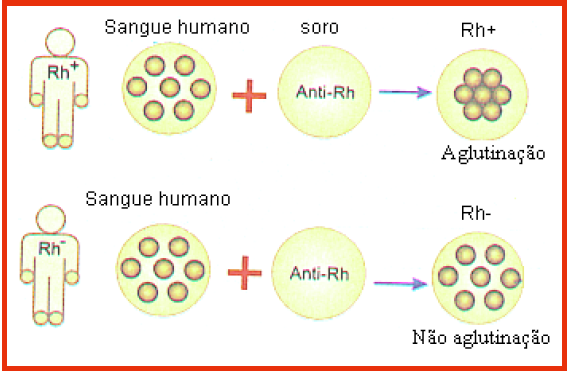 Sangue humano
soro
Rh+
Rh+
Anti-Rh
Aglutinação
Sangue humano
Rh-
Rh-
Anti-Rh
Não aglutinação